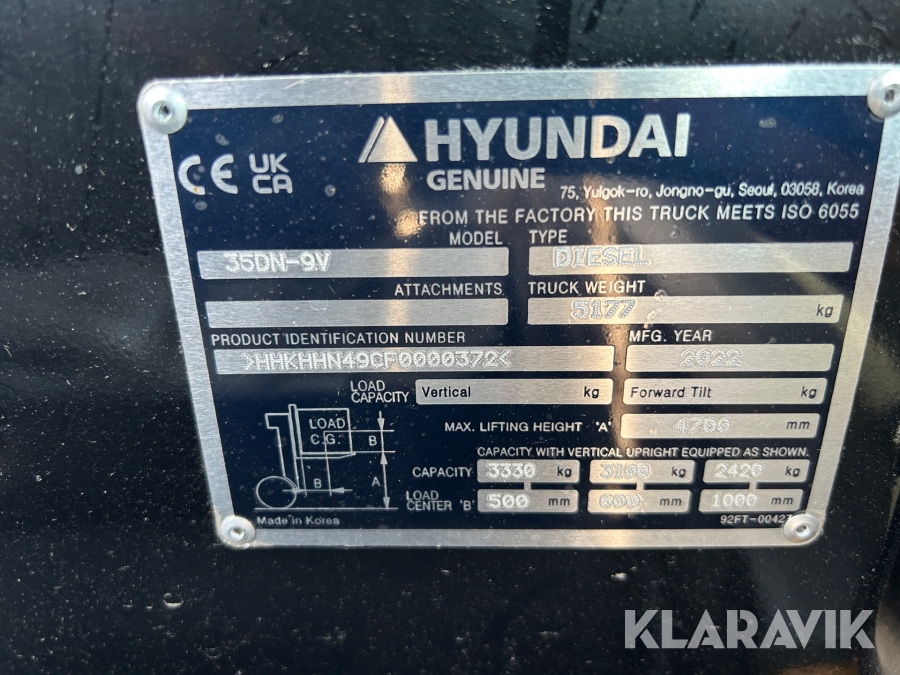 HYUNDAI
GENUINE
CE UK CA
75, Yulgok-ro, Jongno-gu, Seoul, 03058, Korea
FROM THE FACTORY THIS TRUCK MEETS ISO 6055
MODEL TYPE
35DN-9V DIESEL
ATTACHMENTS TRUCK WEIGHT
5177 kg
PRODUCT IDENTIFICATION NUMBER MFG. YEAR
>HHKHHN49CF0000372< 2022
LOAD CAPACITY Vertical kg Forward Tilt kg
MAX. LIFTING HEIGHT 'A' 4700 mm
CAPACITY WITH VERTICAL UPRIGHT EQUIPPED AS SHOWN.
CAPACITY 3330 kg 3100 kg 2420 kg
LOAD CENTER 'B' 500 mm 600 mm 1000 mm
LOAD
C.G.
B
B
A
Made in Korea
KLARAVIK